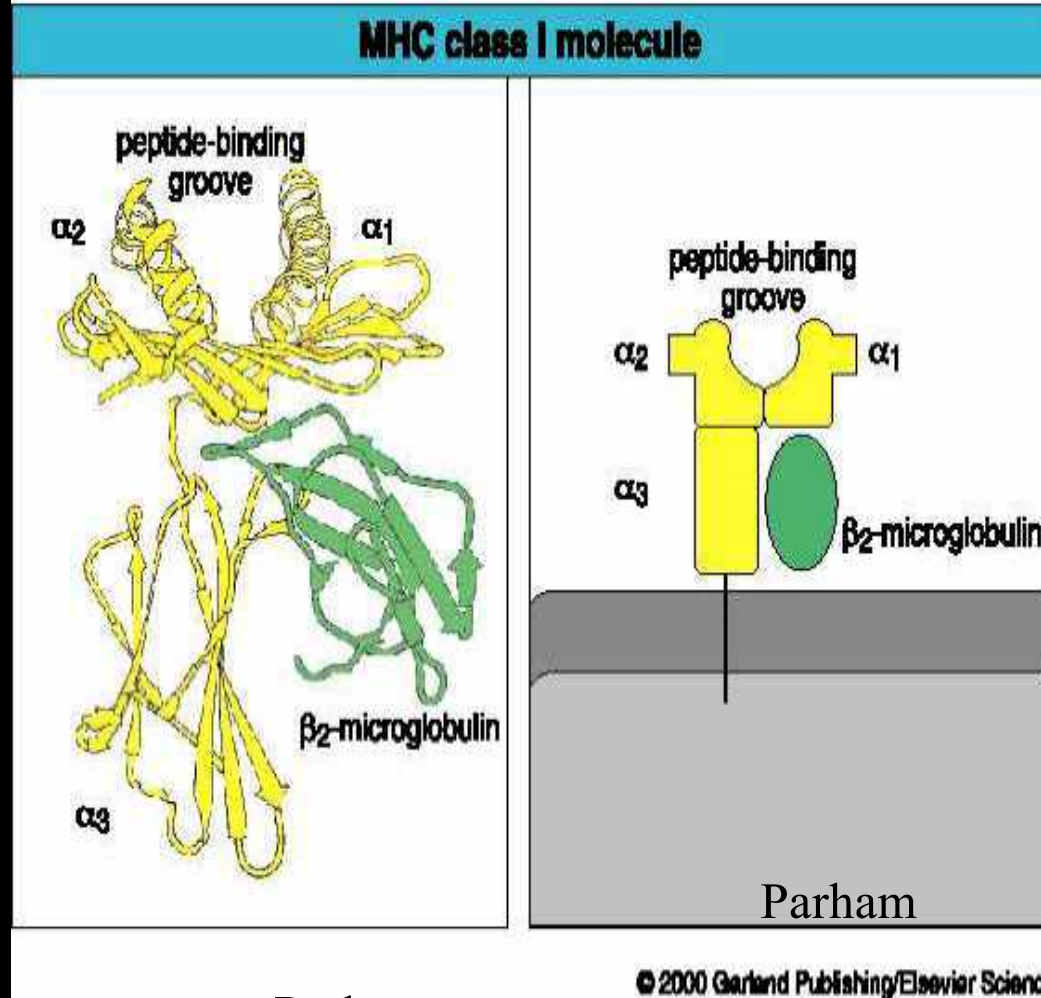 MHC class I molecule
peptide-binding
groove
α2
α1
β2-microglobulin
α3
peptide-binding
groove
α2
α1
α3
β2-microglobulin
Parham
© 2000 Garland Publishing/Elsevier Scienc